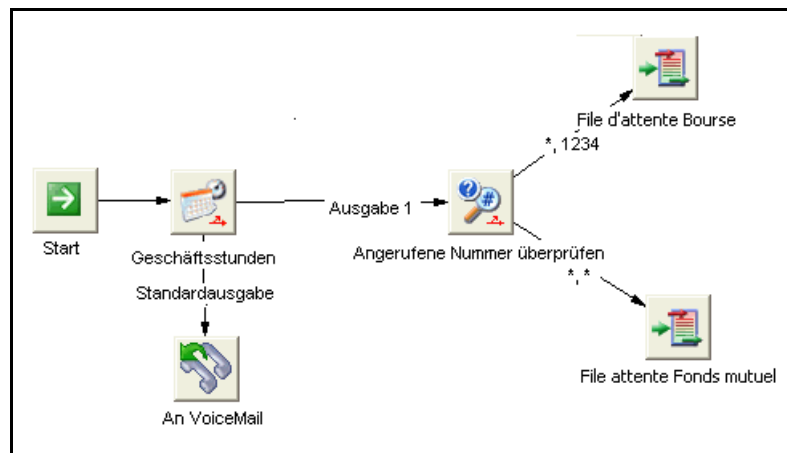 File d'attente Bourse
*, 1234
Ausgabe 1
Start
Geschäftsstunden
Angerufene Nummer überprüfen
*, *
Standardausgabe
File attente Fonds mutuel
An VoiceMail